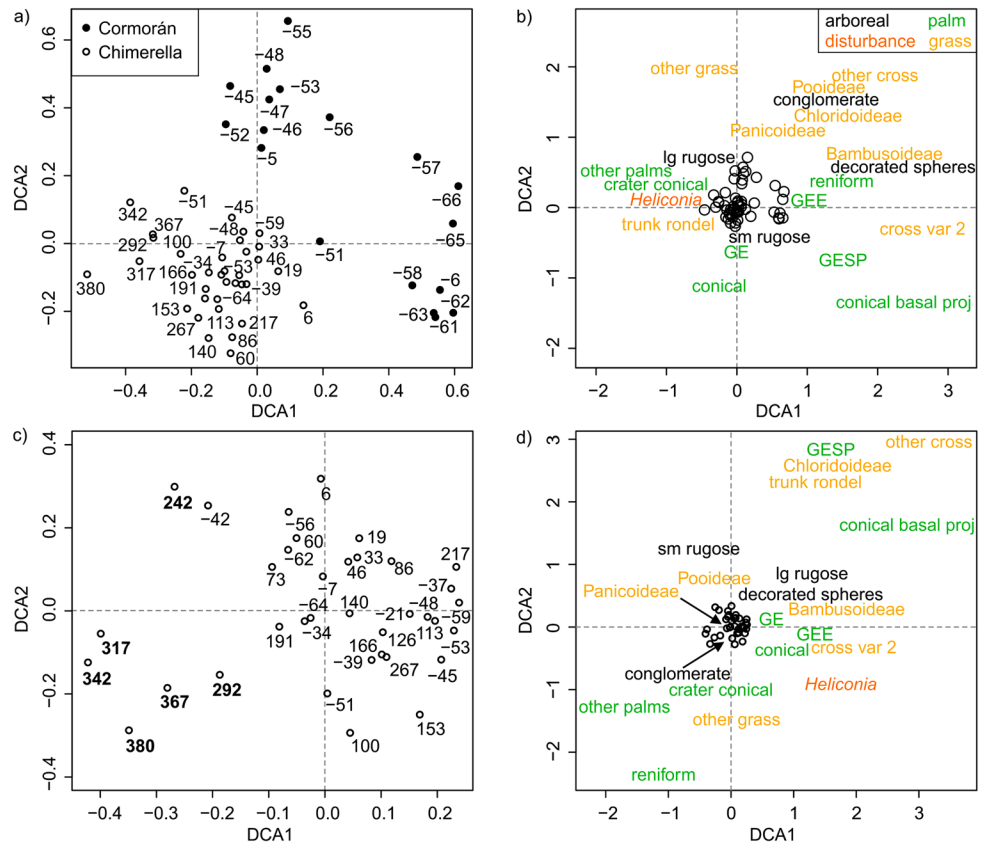 a)
Cormorán
Chimerella
−55
−48
−45
−53
−47
−52
−46
−56
−5
−57
−66
−65
−51
−58
−6
−62
−63
−61
−51
342
−45
367
−48
−59
100
−7
33
292
−34
−53
46
19
317
166
380
191
−64
−39
153
113
217
6
267
86
140
60
0.6
0.4
0.2
0.0
−0.2
DCA2
−0.4
−0.2
0.0
0.2
0.4
0.6
DCA1
b)
arboreal palm
disturbance grass
other grass
other cross
Pooideae
conglomerate
Chloridoideae
Panicoideae
Bambusoideae
lg rugose
decorated spheres
other palms
crater conical
reniform
Heliconia
GEE
trunk rondel
cross var 2
sm rugose
GE
GESP
conical
conical basal proj
2
1
0
−1
−2
DCA2
−2
−1
0
1
2
3
DCA1
c)
242
−42
6
−56
60
19
−62
33
217
73
46
86
−7
−37
−64
140
−21
−48
−59
191
−34
126
113
−53
317
166
342
−39
267
−45
367
292
−51
380
100
153
0.4
0.2
0.0
−0.2
−0.4
DCA2
−0.4
−0.3
−0.2
−0.1
0.0
0.1
0.2
DCA1
d)
other cross
GESP
Chloridoideae
trunk rondel
conical basal proj
sm rugose
lg rugose
Pooideae
Panicoideae
decorated spheres
Bambusoideae
GE
GEE
conical
cross var 2
conglomerate
crater conical
Heliconia
other palms
other grass
reniform
3
2
1
0
−1
−2
DCA2
−2
−1
0
1
2
3
DCA1